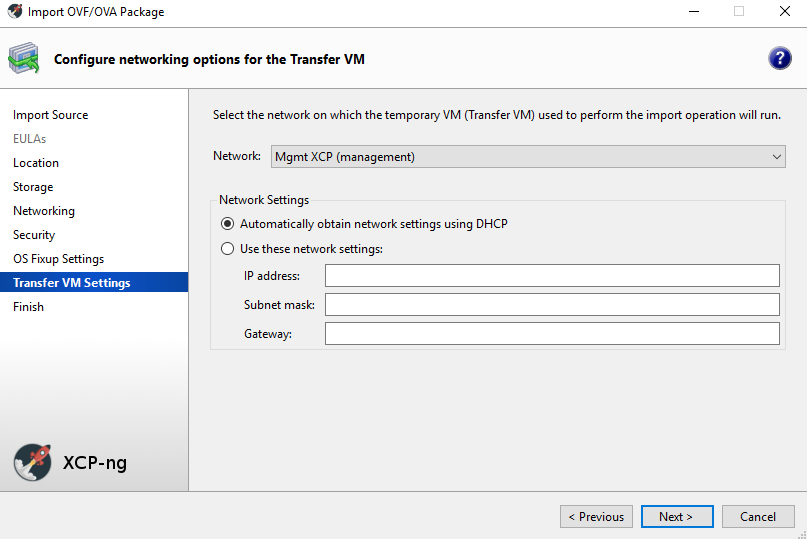 Import OVF/OVA Package
Configure networking options for the Transfer VM
?
Import Source
EULAs
Location
Storage
Networking
Security
OS Fixup Settings
Transfer VM Settings
Finish
XCP-ng
Select the network on which the temporary VM (Transfer VM) used to perform the import operation will run.
Network: Mgmt XCP (management)
Network Settings
Automatically obtain network settings using DHCP
Use these network settings:
IP address:
Subnet mask:
Gateway:
< Previous Next > Cancel